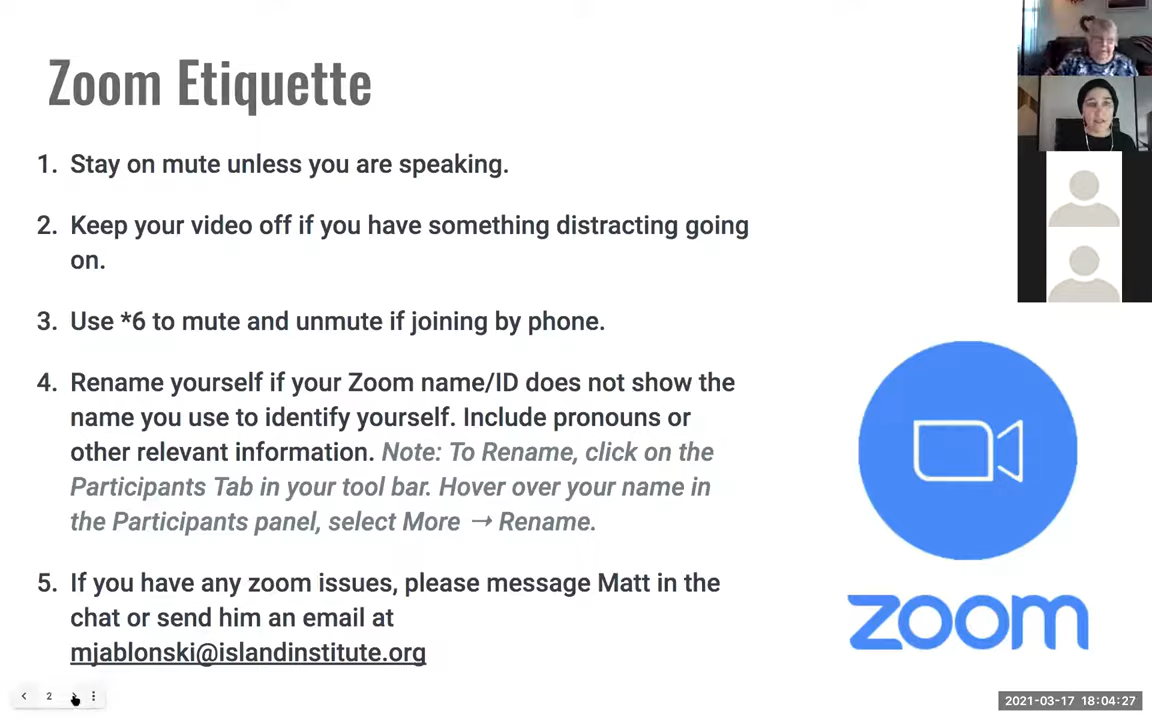 Zoom Etiquette
1. Stay on mute unless you are speaking.
2. Keep your video off if you have something distracting going
on.
3. Use *6 to mute and unmute if joining by phone.
4. Rename yourself if your Zoom name/ID does not show the
name you use to identify yourself. Include pronouns or
other relevant information. Note: To Rename, click on the
Participants Tab in your tool bar. Hover over your name in
the Participants panel, select More → Rename.
5. If you have any zoom issues, please message Matt in the
chat or send him an email at
mjablonski@islandinstitute.org
zoom
2
2021-03-17 18:04:27